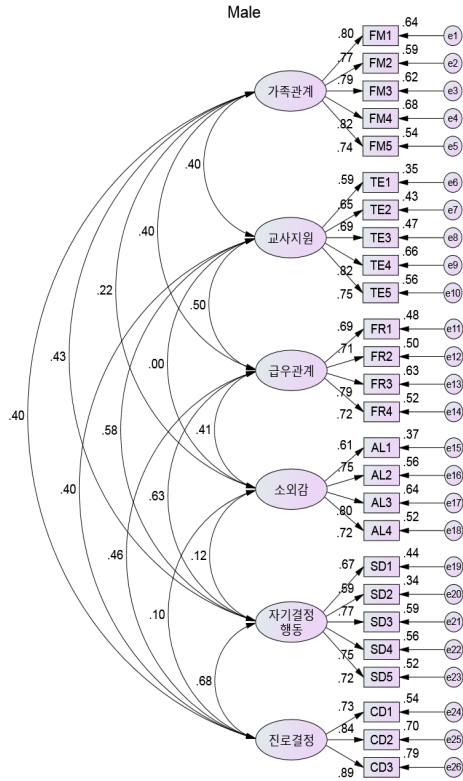 Male
.80 FM1 .64 e1
.77 FM2 .59 e2
.79 FM3 .62 e3
가족관계
FM4 .68 e4
.82
.74 FM5 .54 e5
.40
.59 TE1 .35 e6
.65 TE2 .43 e7
.69 TE3 .47 e8
교사지원
.40
TE4 .66 e9
.82
.75 TE5 .56 e10
.22
.50
.69 FR1 .48 e11
.71 FR2 .50 e12
.43
.00
급우관계
FR3 .63 e13
.79
.72 FR4 .52 e14
.40
.58
.41
.61 AL1 .37 e15
.75 AL2 .56 e16
.40
.63
소외감
AL3 .64 e17
.80
.72 AL4 .52 e18
.46
.12
.67 SD1 .44 e19
.59 SD2 .34 e20
.10
.77 SD3 .59 e21
자기결정
행동
SD4 .56 e22
.75
.72 SD5 .52 e23
.68
.73 CD1 .54 e24
.84 CD2 .70 e25
진로결정
.89 CD3 .79 e26